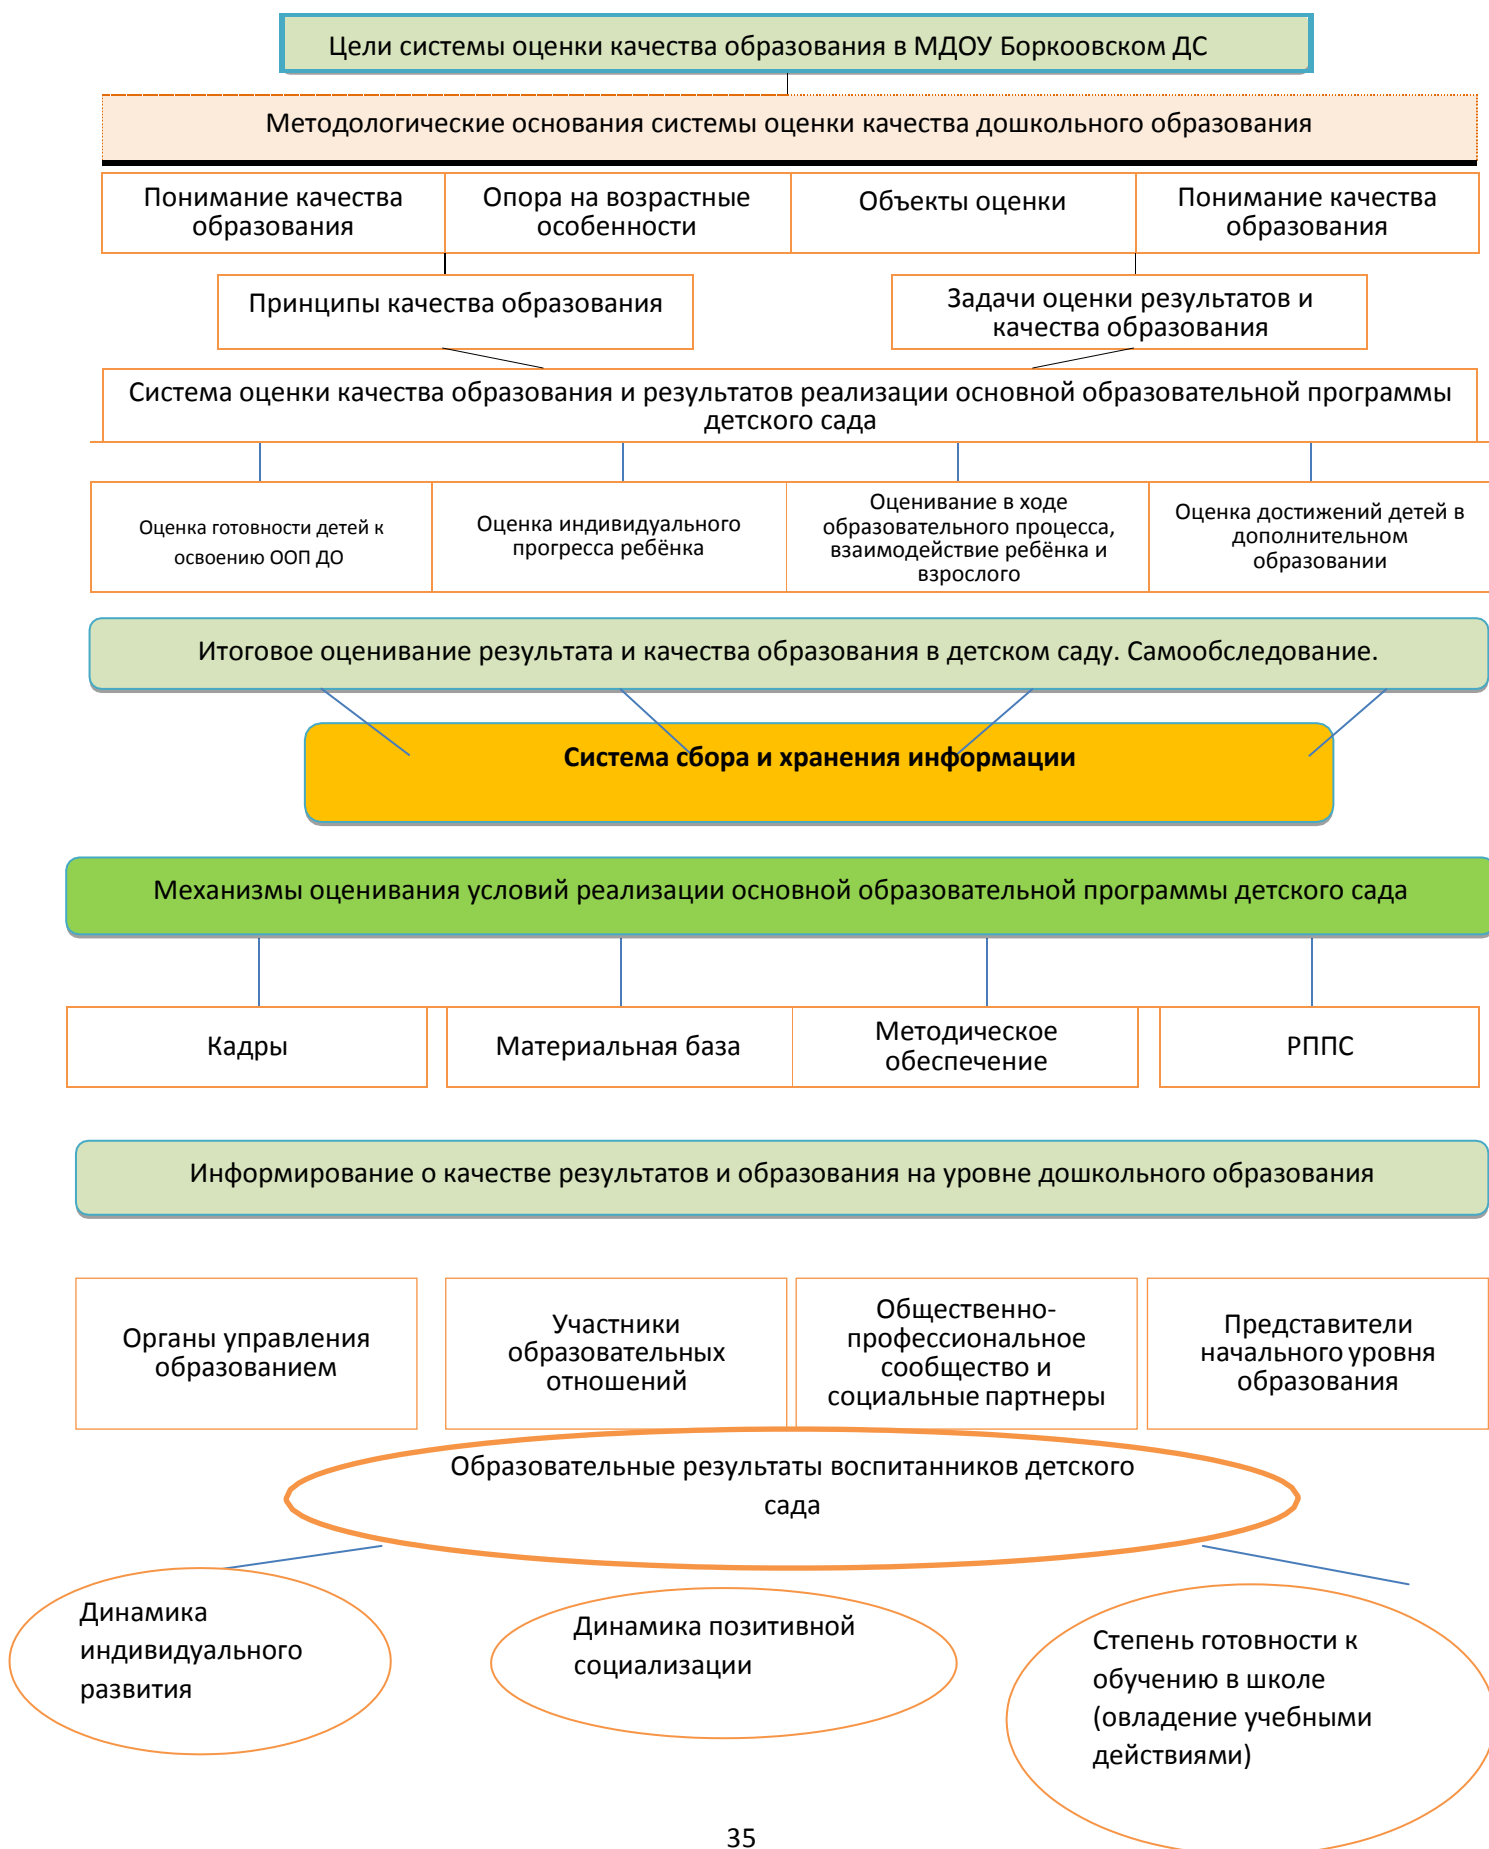 Цели системы оценки качества образования в МДОУ Боркоовском ДС
Методологические основания системы оценки качества дошкольного образования
Понимание качества
образования
Опора на возрастные
особенности
Объекты оценки
Понимание качества
образования
Принципы качества образования
Задачи оценки результатов и
качества образования
Система оценки качества образования и результатов реализации основной образовательной программы
детского сада
Оценка готовности детей к
освоению ООП ДО
Оценка индивидуального
прогресса ребёнка
Оценивание в ходе
образовательного процесса,
взаимодействие ребёнка и
взрослого
Оценка достижений детей в
дополнительном
образовании
Итоговое оценивание результата и качества образования в детском саду. Самообследование.
Система сбора и хранения информации
Механизмы оценивания условий реализации основной образовательной программы детского сада
Кадры
Материальная база
Методическое
обеспечение
РППС
Информирование о качестве результатов и образования на уровне дошкольного образования
Органы управления
образованием
Участники
образовательных
отношений
Общественно-
профессиональное
сообщество и
социальные партнеры
Представители
начального уровня
образования
Образовательные результаты воспитанников детского
сада
Динамика
индивидуального
развития
Динамика позитивной
социализации
Степень готовности к
обучению в школе
(овладение учебными
действиями)
35